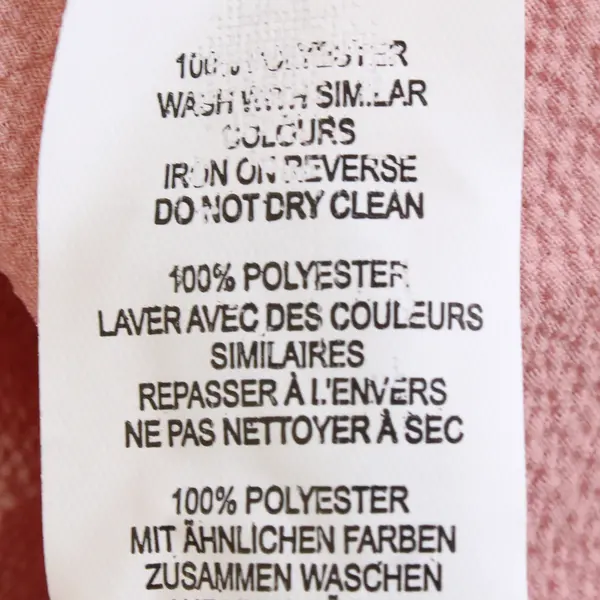 100% POLYESTER
WASH WITH SIMILAR
COLOURS
IRON ON REVERSE
DO NOT DRY CLEAN
100% POLYESTER
LAVER AVEC DES COULEURS
SIMILAIRES
REPASSER À L'ENVERS
NE PAS NETTOYER À SEC
100% POLYESTER
MIT ÄHNLICHEN FARBEN
ZUSAMMEN WASCHEN